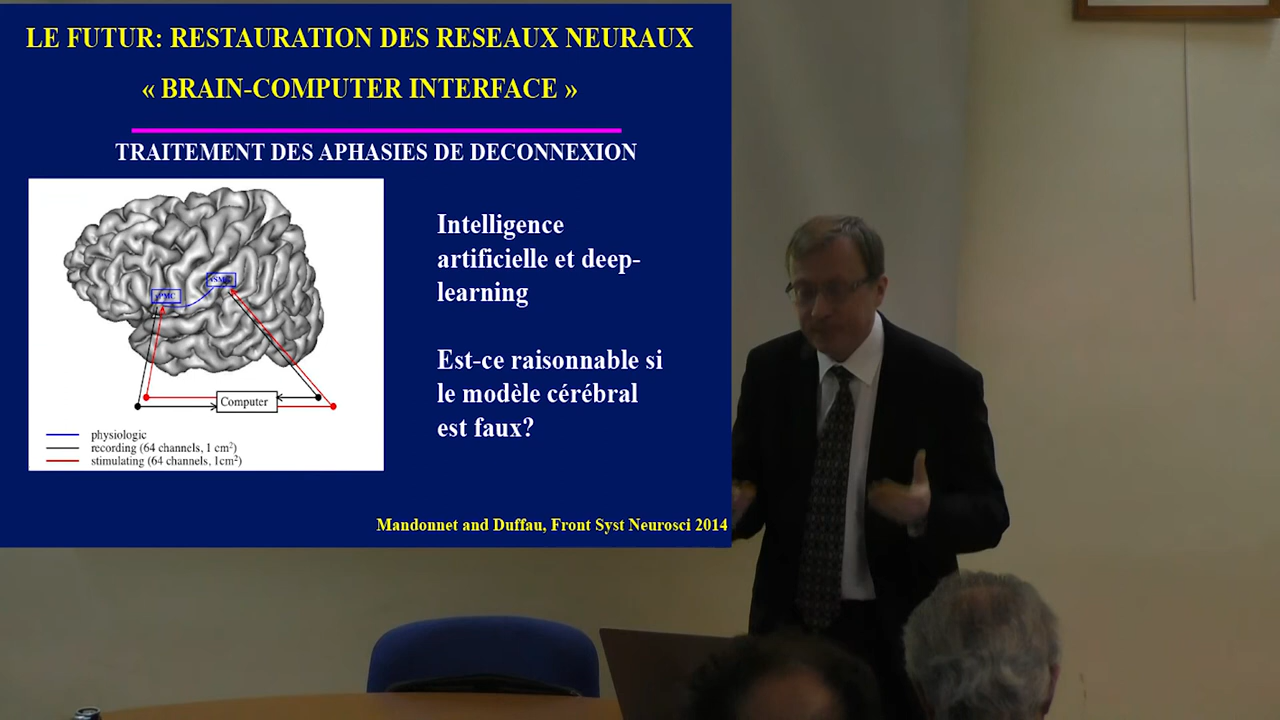 LE FUTUR: RESTAURATION DES RESEAUX NEURAUX
« BRAIN-COMPUTER INTERFACE »
TRAITEMENT DES APHASIES DE DECONNEXION
Intelligence
artificielle et deep-
learning
Est-ce raisonnable si
le modèle cérébral
est faux?
Computer
physiologic
recording (64 channels, 1 cm²)
stimulating (64 channels, 1cm²)
Mandonnet and Duffau, Front Syst Neurosci 2014